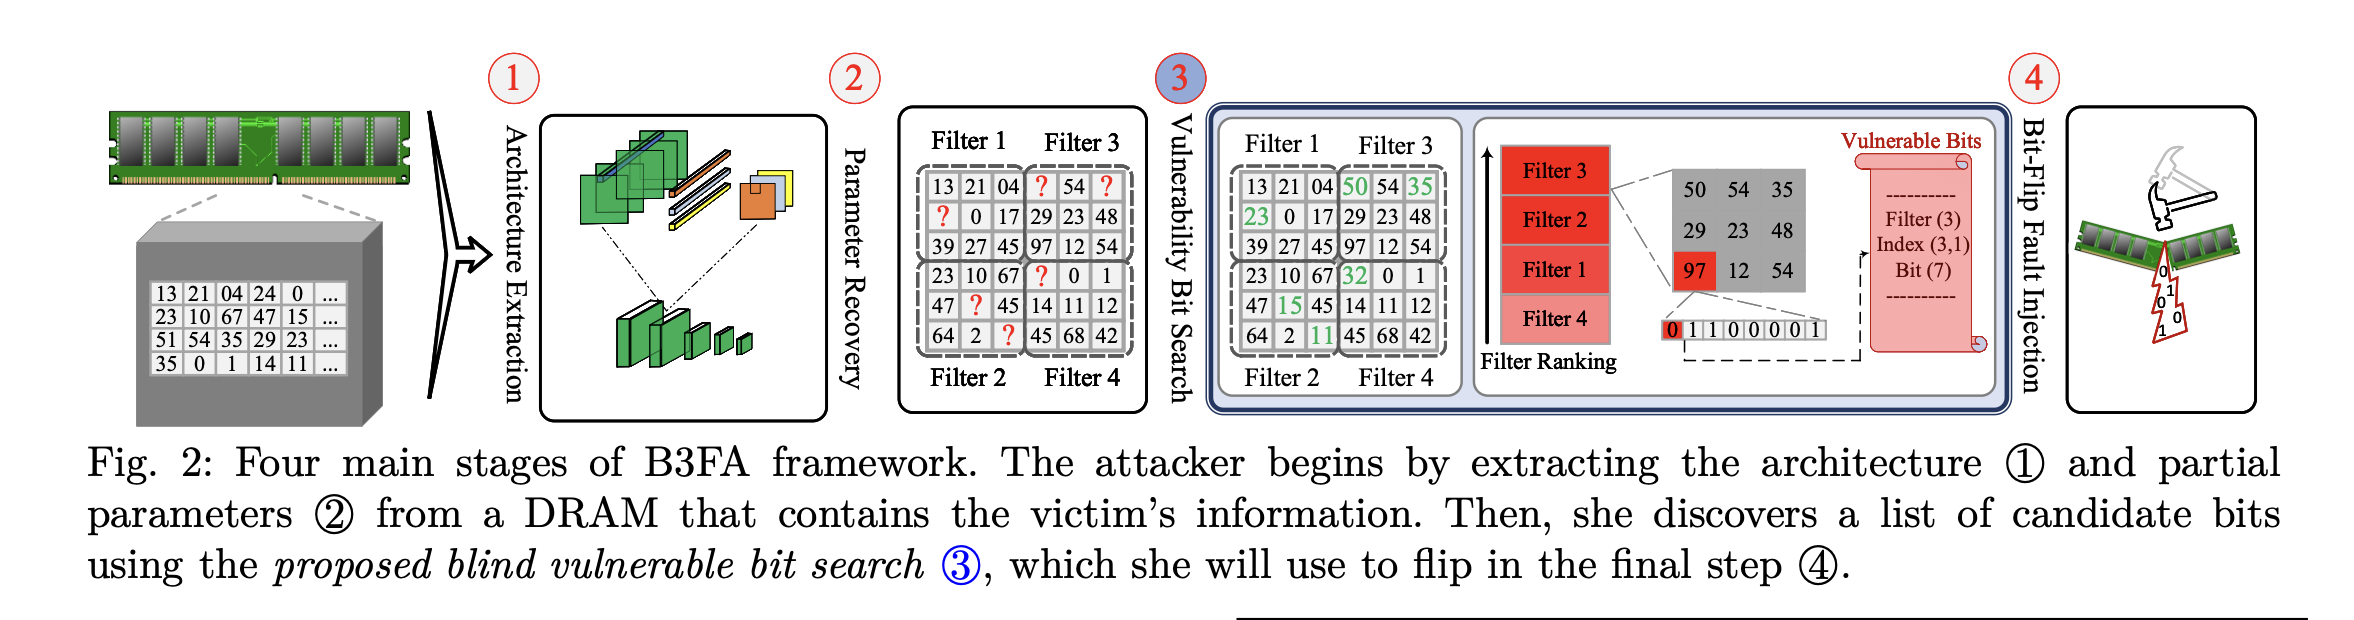 1
Architecture Extraction
2
Parameter Recovery
3
Vulnerability Bit Search
4
Bit-Flip Fault Injection
13 21 04 24 0 ...
23 10 67 47 15 ...
51 54 35 29 23 ...
35 0 1 14 11 ...
Filter 1 Filter 3
13 21 04 ? 54 ?
? 0 17 29 23 48
39 27 45 97 12 54
23 10 67 ? 0 1
47 ? 45 14 11 12
64 2 ? 45 68 42
Filter 2 Filter 4
Filter 1 Filter 3
13 21 04 50 54 35
23 0 17 29 23 48
39 27 45 97 12 54
23 10 67 32 0 1
47 15 45 14 11 12
64 2 11 45 68 42
Filter 2 Filter 4
Filter 3
Filter 2
Filter 1
Filter 4
Filter Ranking
50 54 35
29 23 48
97 12 54
0 1 1 0 0 0 0 1
Vulnerable Bits
----------
Filter (3)
Index (3,1)
Bit (7)
----------
0
1
0
0
1
Fig. 2: Four main stages of B3FA framework. The attacker begins by extracting the architecture ① and partial
parameters ② from a DRAM that contains the victim's information. Then, she discovers a list of candidate bits
using the proposed blind vulnerable bit search ③, which she will use to flip in the final step ④.